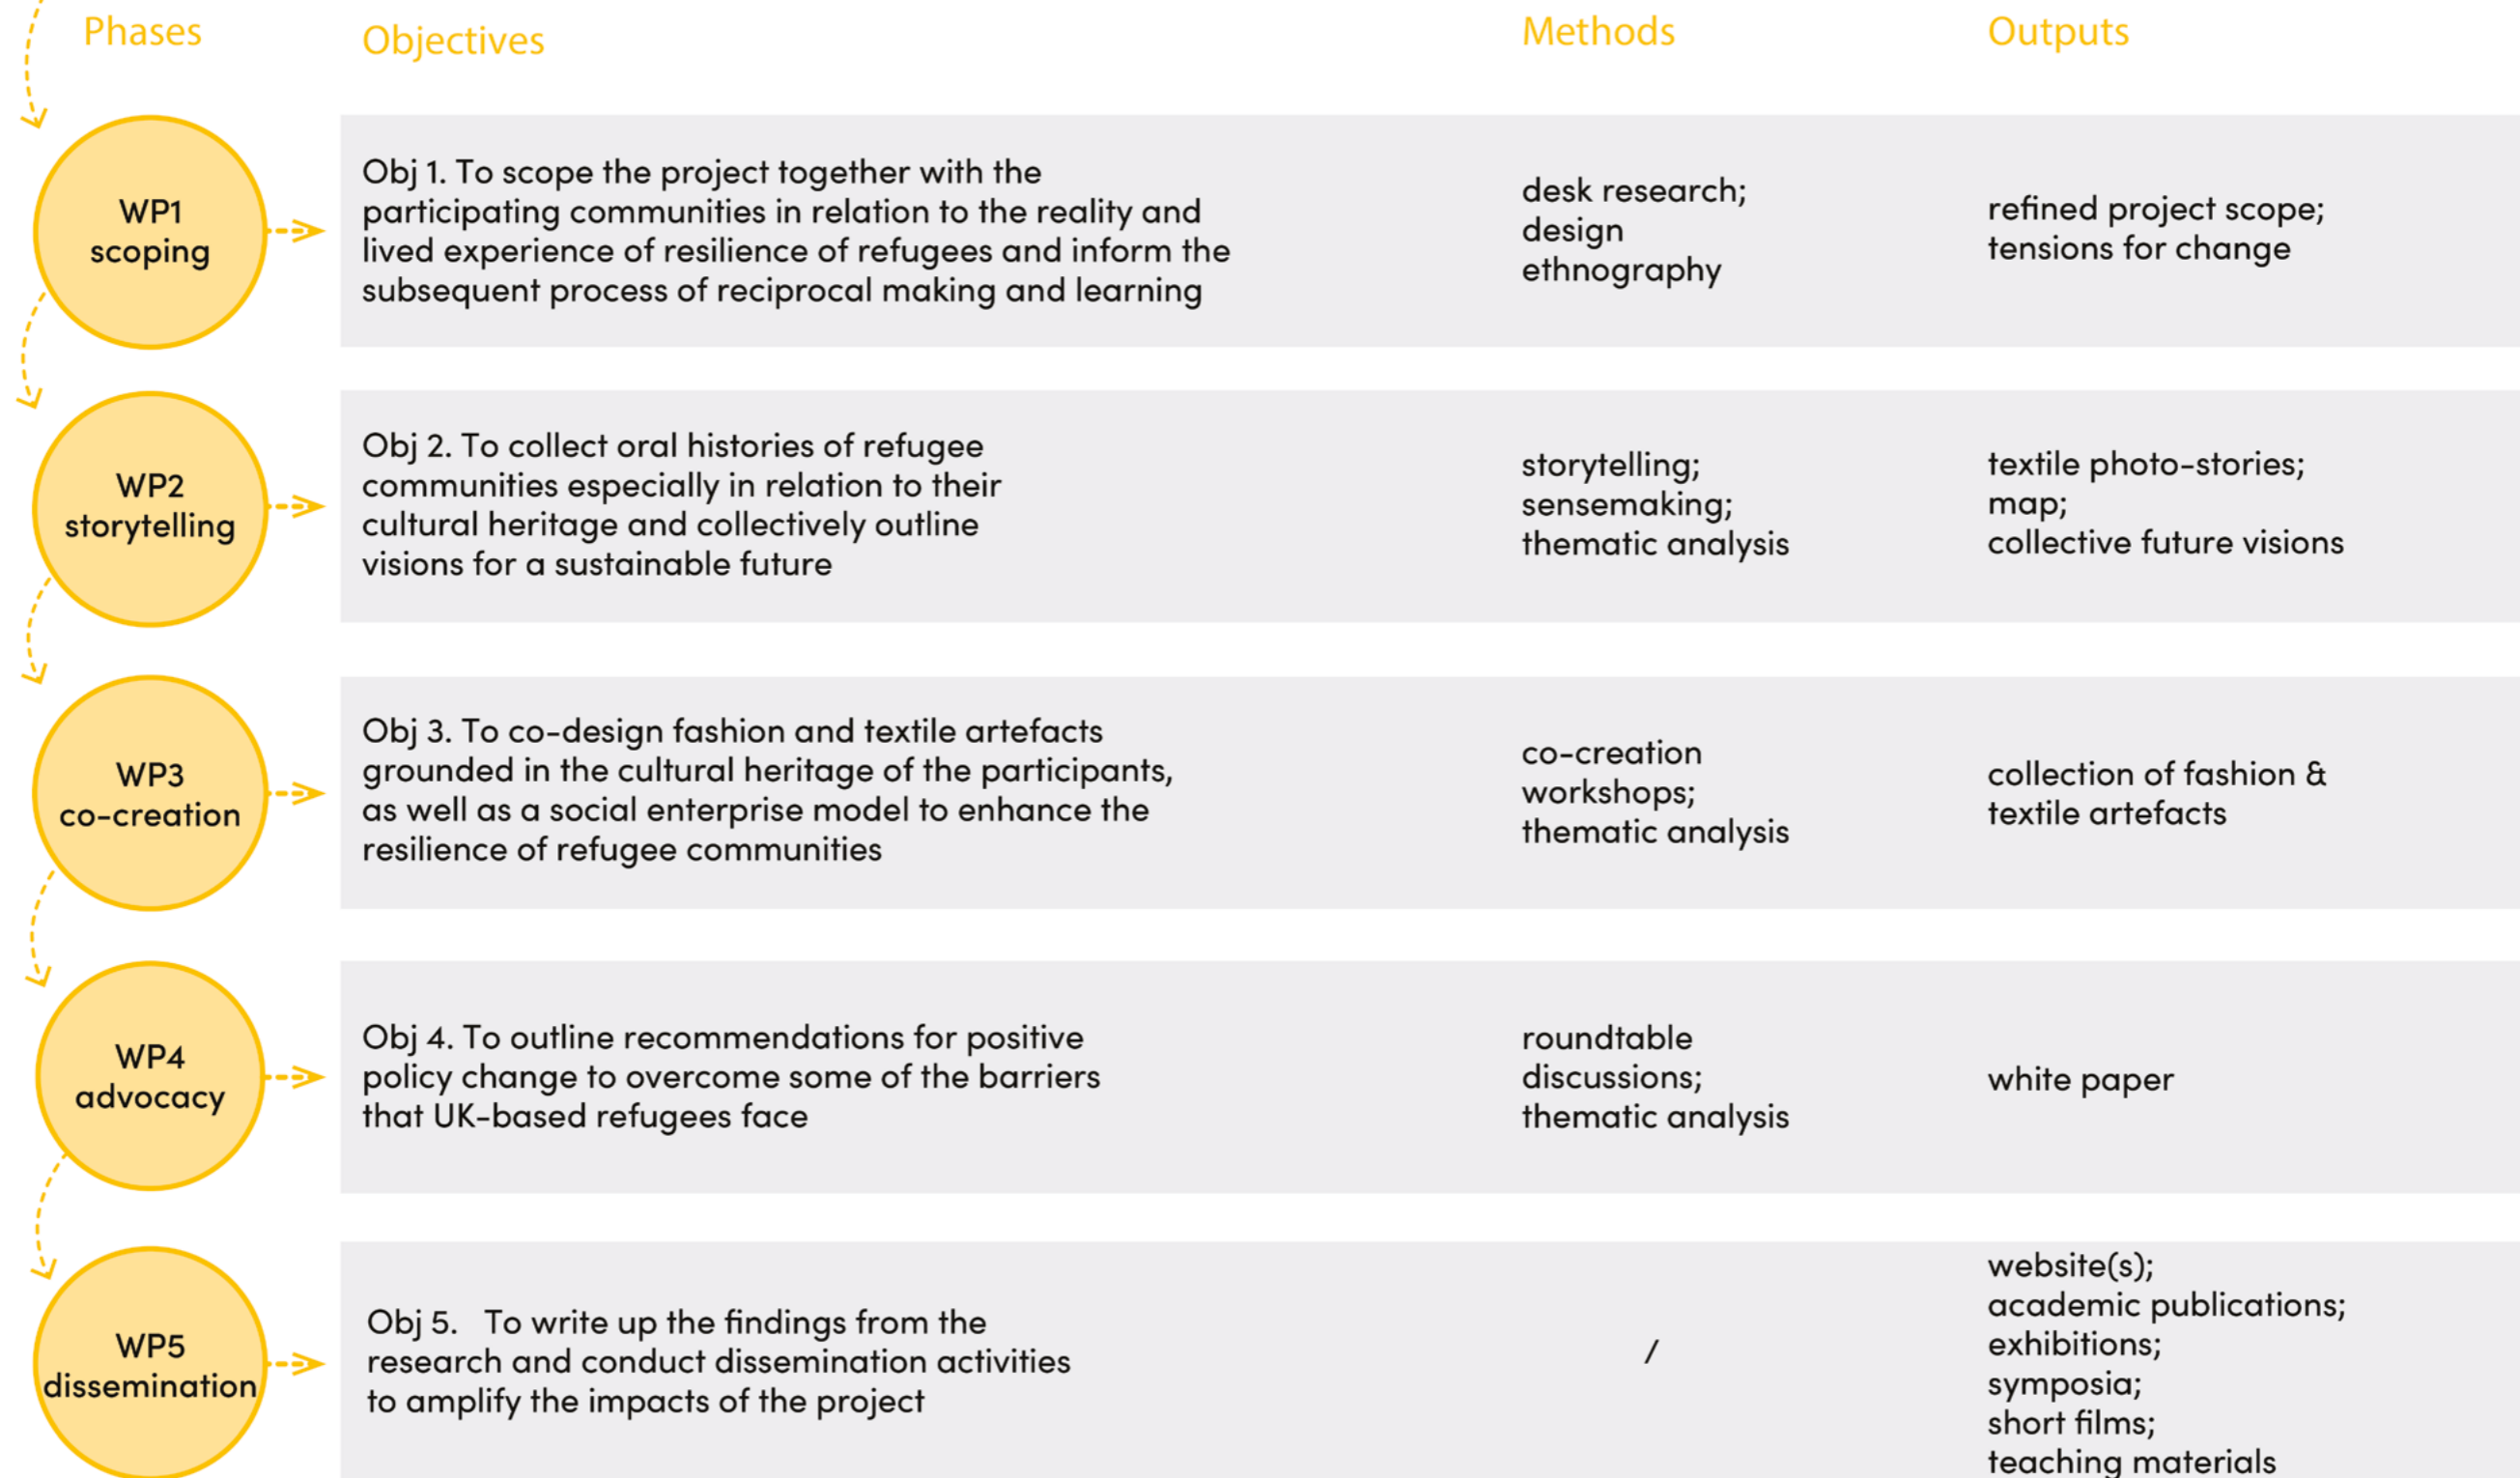 Phases
Objectives
Methods
Outputs
WP1
scoping
Obj 1. To scope the project together with the
participating communities in relation to the reality and
lived experience of resilience of refugees and inform the
subsequent process of reciprocal making and learning
desk research;
design
ethnography
refined project scope;
tensions for change
WP2
storytelling
Obj 2. To collect oral histories of refugee
communities especially in relation to their
cultural heritage and collectively outline
visions for a sustainable future
storytelling;
sensemaking;
thematic analysis
textile photo-stories;
map;
collective future visions
WP3
co-creation
Obj 3. To co-design fashion and textile artefacts
grounded in the cultural heritage of the participants,
as well as a social enterprise model to enhance the
resilience of refugee communities
co-creation
workshops;
thematic analysis
collection of fashion &
textile artefacts
WP4
advocacy
Obj 4. To outline recommendations for positive
policy change to overcome some of the barriers
that UK-based refugees face
roundtable
discussions;
thematic analysis
white paper
WP5
dissemination
Obj 5. To write up the findings from the
research and conduct dissemination activities
to amplify the impacts of the project
/
website(s);
academic publications;
exhibitions;
symposia;
short films;
teaching materials